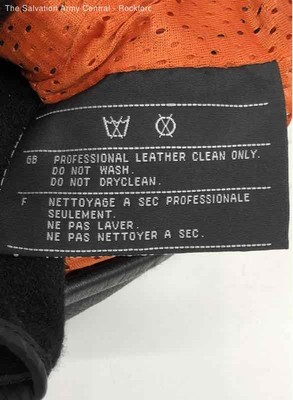 The Salvation Army Central - Rockford
GB PROFESSIONAL LEATHER CLEAN ONLY.
DO NOT WASH.
DO NOT DRYCLEAN.
F NETTOYAGE A SEC PROFESSIONALE
SEULEMENT.
NE PAS LAVER.
NE PAS NETTOYER A SEC.